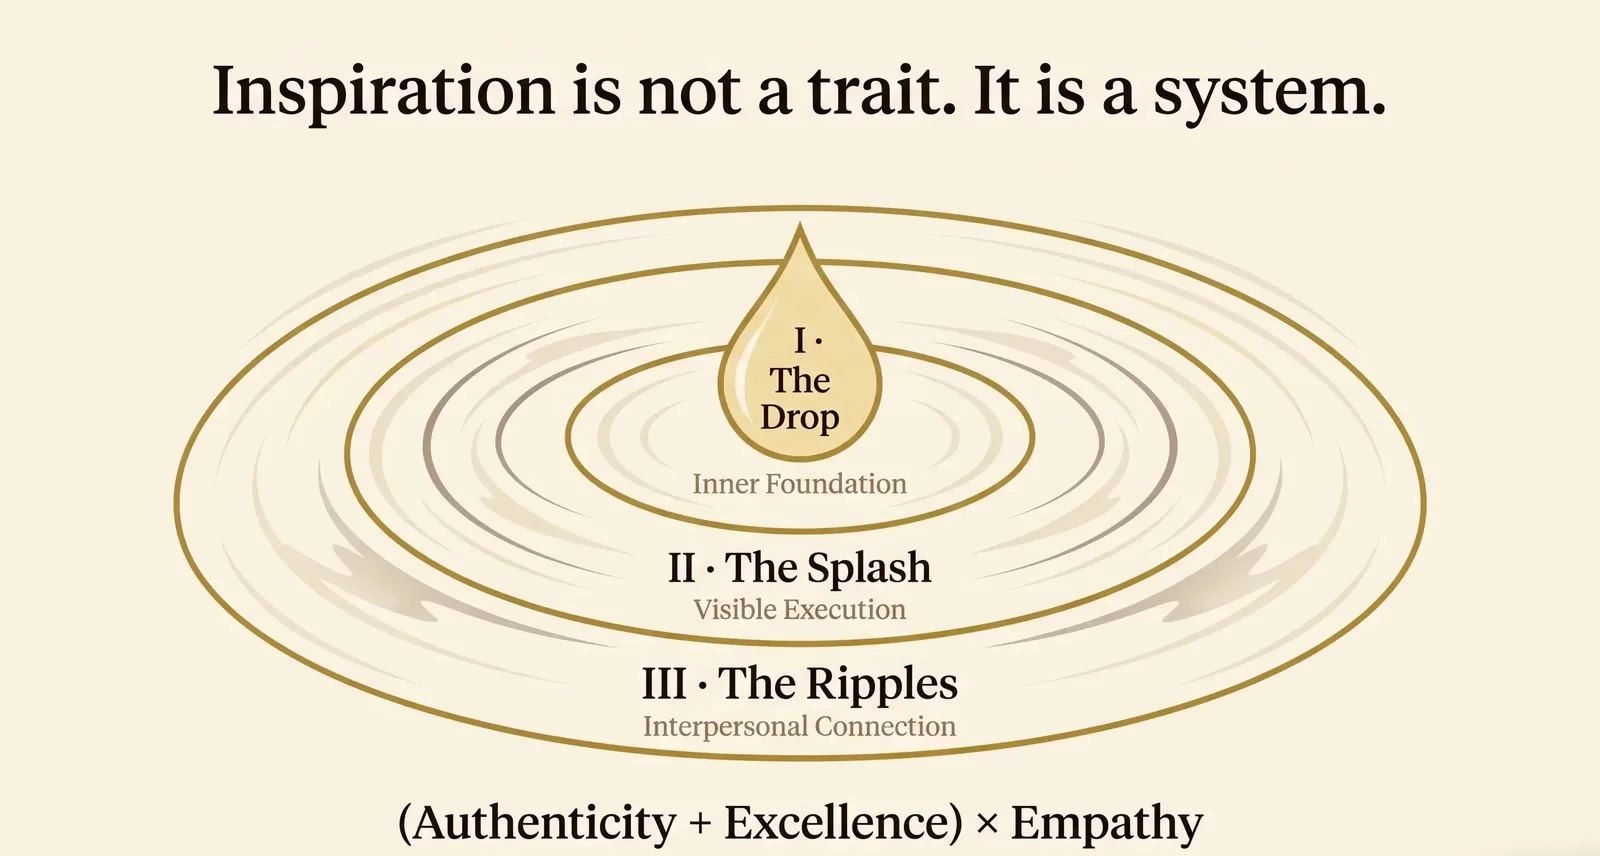 Inspiration is not a trait. It is a system.
I ·
The
Drop
Inner Foundation
II · The Splash
Visible Execution
III · The Ripples
Interpersonal Connection
(Authenticity + Excellence) × Empathy